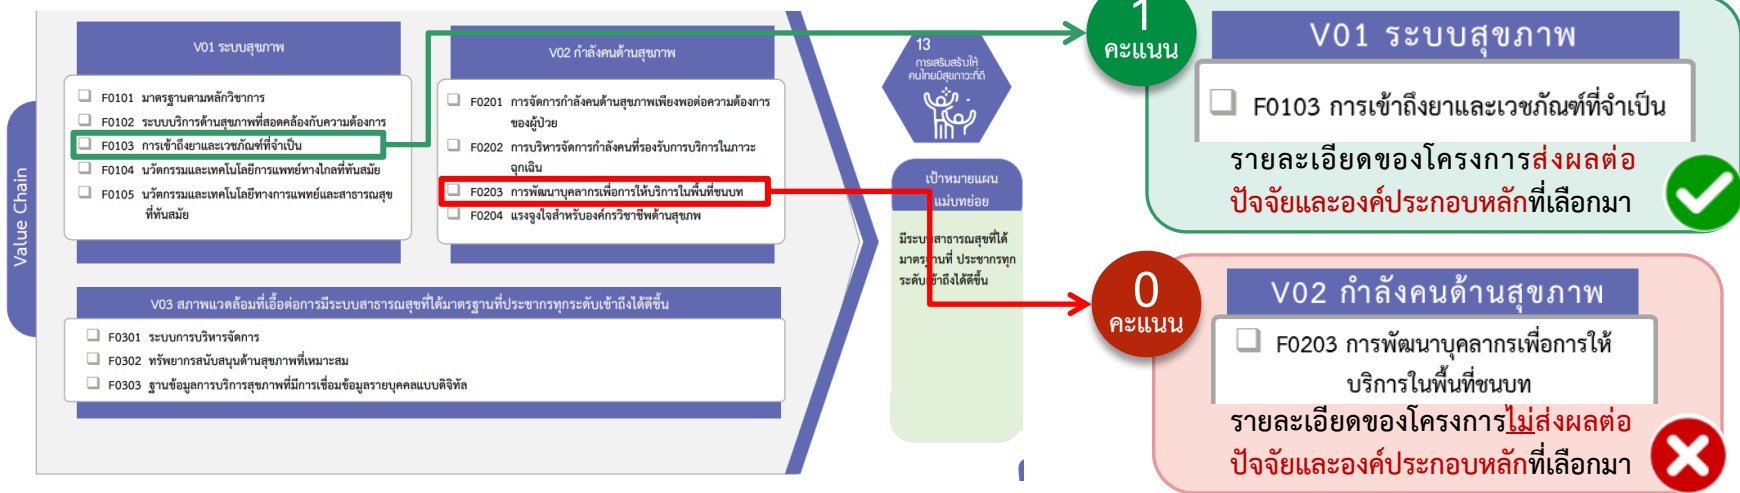 Value Chain
V01 ระบบสุขภาพ
F0101 มาตรฐานตามหลักวิชาการ
F0102 ระบบบริการด้านสุขภาพที่สอดคล้องกับความต้องการ
F0103 การเข้าถึงยาและเวชภัณฑ์ที่จำเป็น
F0104 นวัตกรรมและเทคโนโลยีการแพทย์ทางไกลที่ทันสมัย
F0105 นวัตกรรมและเทคโนโลยีทางการแพทย์และสาธารณสุข
ที่ทันสมัย
V02 กำลังคนด้านสุขภาพ
F0201 การจัดการกำลังคนด้านสุขภาพเพียงพอต่อความต้องการ
ของผู้ป่วย
F0202 การบริหารจัดการกำลังคนที่รองรับการบริการในภาวะ
ฉุกเฉิน
F0203 การพัฒนาบุคลากรเพื่อการให้บริการในพื้นที่ชนบท
F0204 แรงจูงใจสำหรับองค์กรวิชาชีพด้านสุขภาพ
V03 สภาพแวดล้อมที่เอื้อต่อการมีระบบสาธารณสุขที่ได้มาตรฐานที่ประชากรทุกระดับเข้าถึงได้ดีขึ้น
F0301 ระบบการบริหารจัดการ
F0302 ทรัพยากรสนับสนุนด้านสุขภาพที่เหมาะสม
F0303 ฐานข้อมูลการบริการสุขภาพที่มีการเชื่อมข้อมูลรายบุคคลแบบดิจิทัล
13
การเสริมสร้างให้
คนไทยมีสุขภาวะที่ดี
เป้าหมายแผน
แม่บทย่อย
มีระบบสาธารณสุขที่ได้
มาตรฐานที่ ประชากรทุก
ระดับเข้าถึงได้ดีขึ้น
1
คะแนน
V01 ระบบสุขภาพ
F0103 การเข้าถึงยาและเวชภัณฑ์ที่จำเป็น
รายละเอียดของโครงการส่งผลต่อ
ปัจจัยและองค์ประกอบหลักที่เลือกมา
0
คะแนน
V02 กำลังคนด้านสุขภาพ
F0203 การพัฒนาบุคลากรเพื่อการให้
บริการในพื้นที่ชนบท
รายละเอียดของโครงการไม่ส่งผลต่อ
ปัจจัยและองค์ประกอบหลักที่เลือกมา